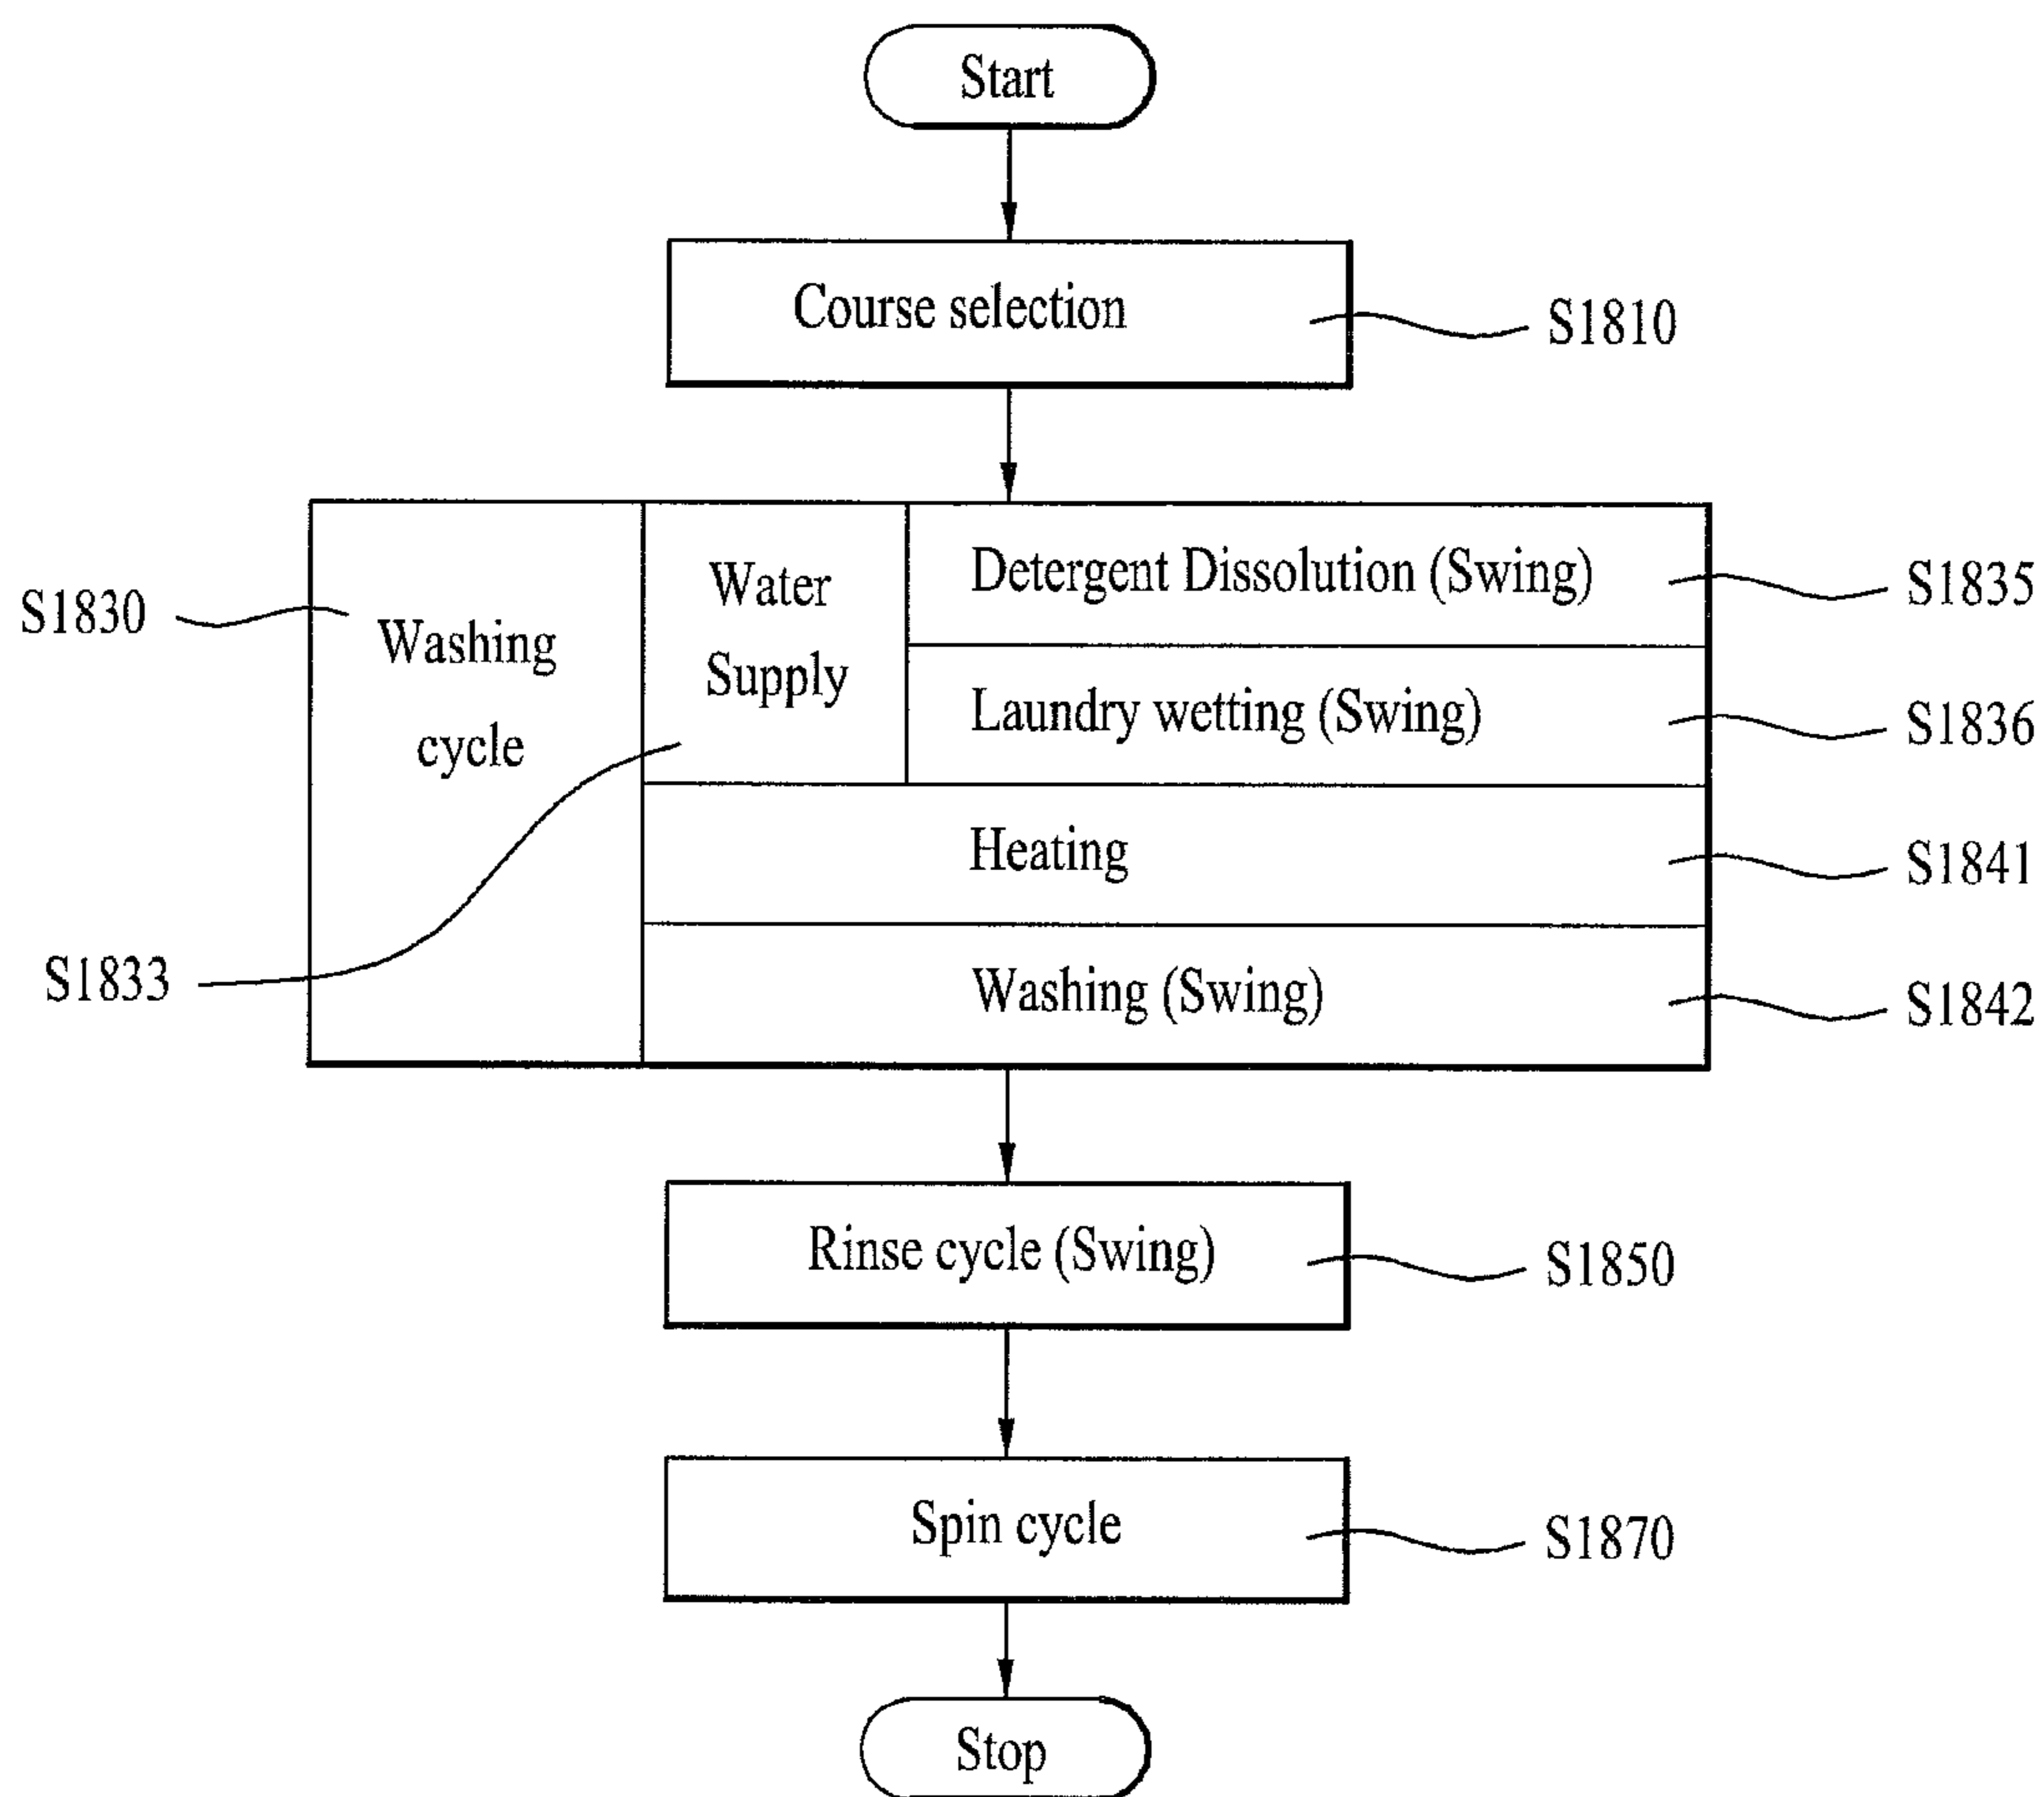 Start
Course selection
S1810
S1830
Washing
cycle
Water
Supply
S1833
Detergent Dissolution (Swing)
S1835
Laundry wetting (Swing)
S1836
Heating
S1841
Washing (Swing)
S1842
Rinse cycle (Swing)
S1850
Spin cycle
S1870
Stop